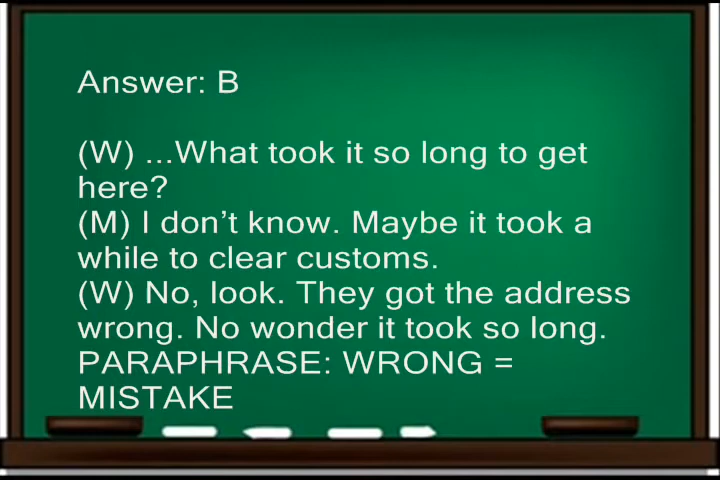 Answer: B
(W) ...What took it so long to get
here?
(M) I don’t know. Maybe it took a
while to clear customs.
(W) No, look. They got the address
wrong. No wonder it took so long.
PARAPHRASE: WRONG =
MISTAKE